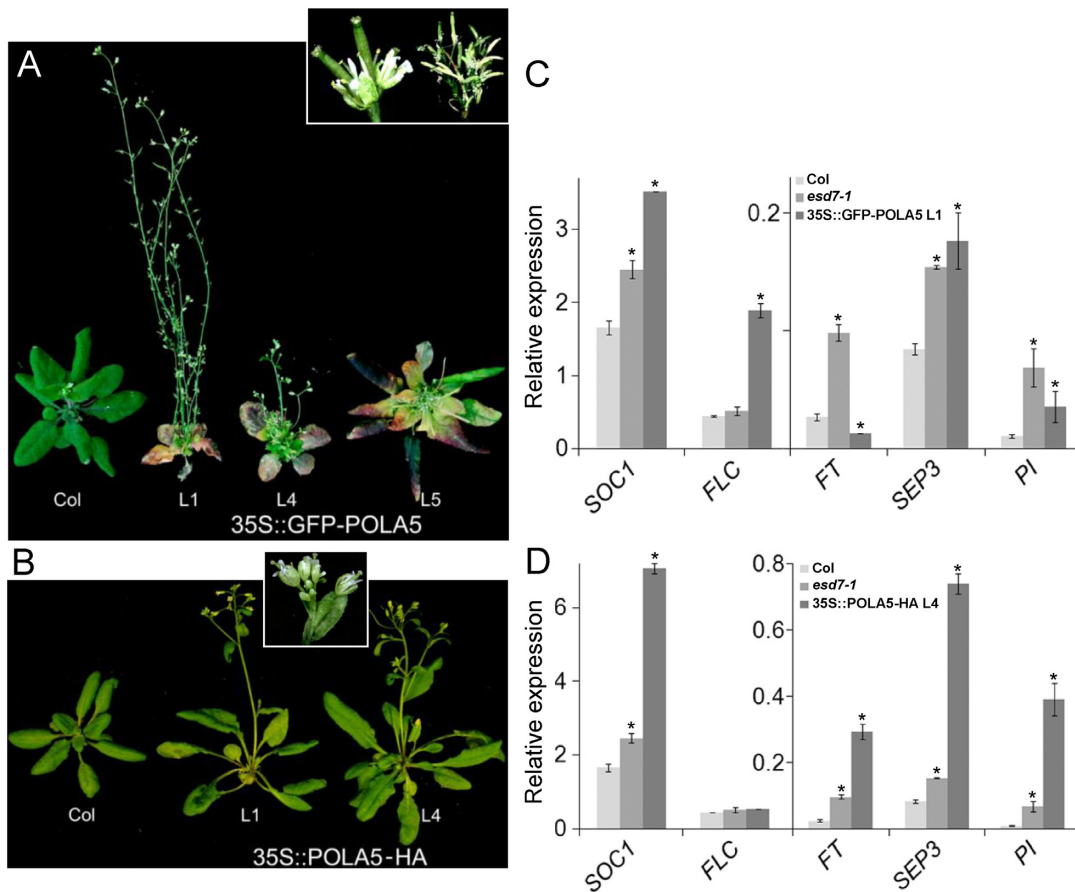 A
Col
L1
L4
L5
35S::GFP-POLA5
B
Col
L1
L4
35S::POLA5-HA
C
Relative expression
3
2
1
0
0.2
Col
esd7-1
35S::GFP-POLA5 L1
* * * * * * * * *
SOC1 FLC FT SEP3 PI
D
Relative expression
6
4
2
0
0.8
0.6
0.4
0.2
Col
esd7-1
35S::POLA5-HA L4
* * * * * * * *
SOC1 FLC FT SEP3 PI